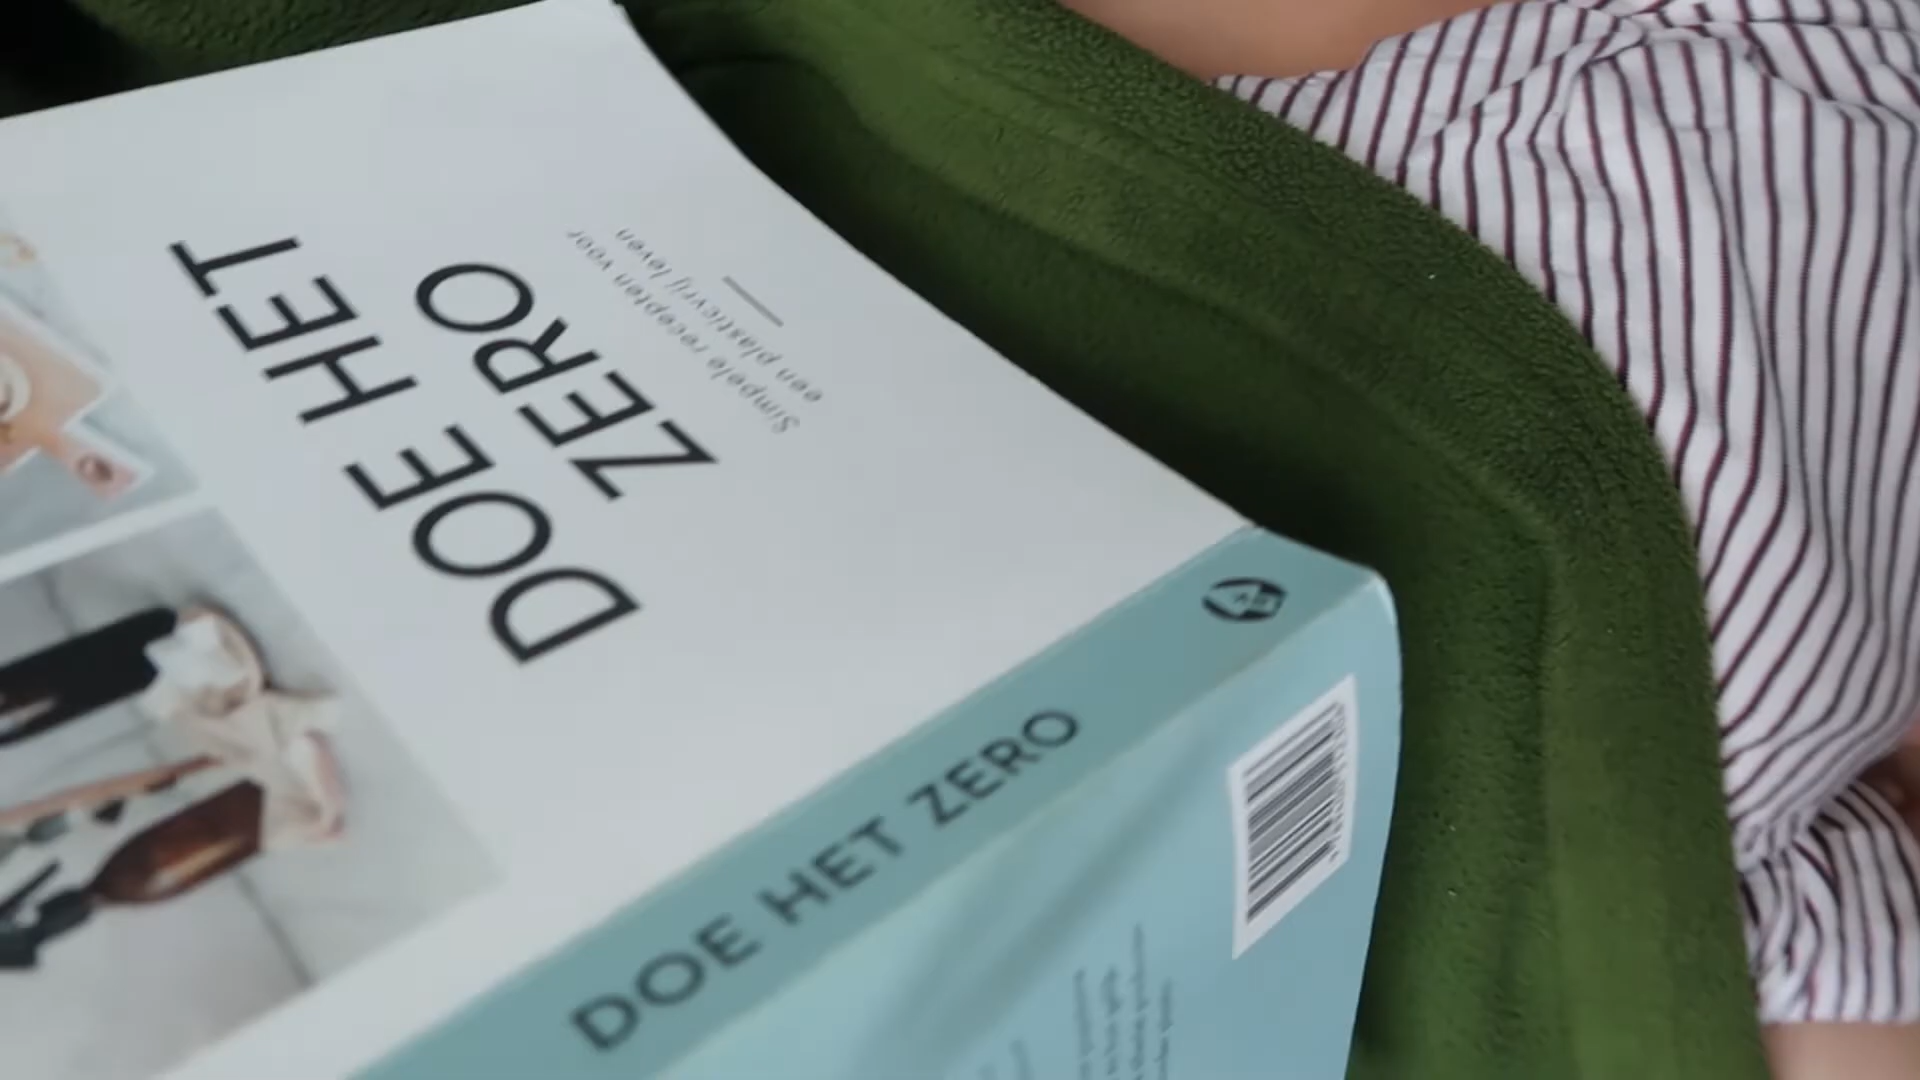 DOE HET
ZERO
Simpele recepten voor
een plasticvrij leven
DOE HET ZERO